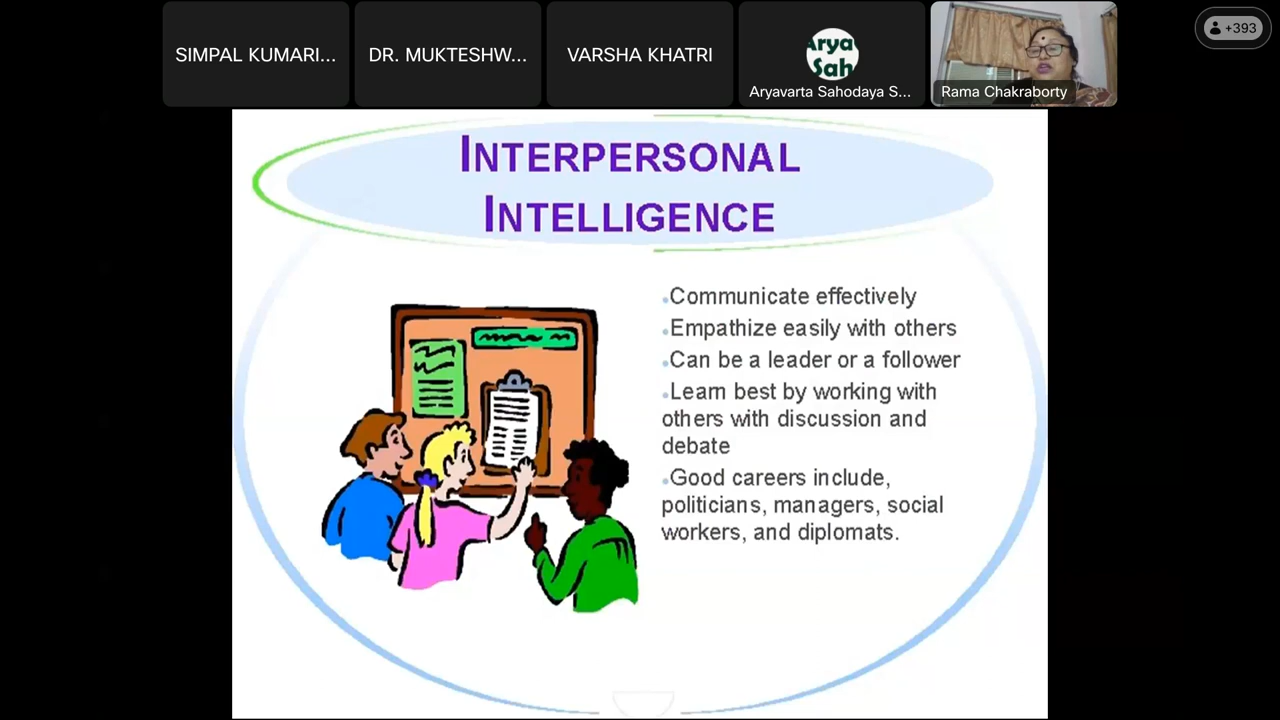 SIMPAL KUMARI...
DR. MUKTESHW...
VARSHA KHATRI
Arya
Sah
Aryavarta Sahodaya S...
Rama Chakraborty
+393
INTERPERSONAL
INTELLIGENCE
•Communicate effectively
•Empathize easily with others
•Can be a leader or a follower
•Learn best by working with
others with discussion and
debate
•Good careers include,
politicians, managers, social
workers, and diplomats.